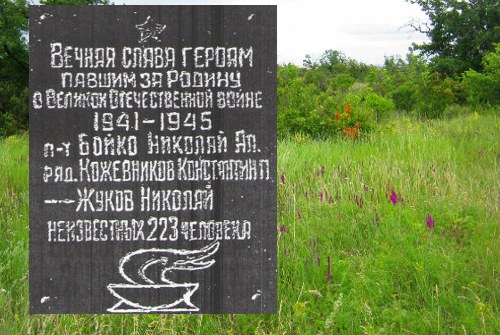 Вечная слава героям
павшим за Родину
в Великой Отечественной войне
1941-1945
л-т Бойко Николай Ап.
ряд. Кожевников Константин П.
—— Жуков Николай
неизвестных 223 человека